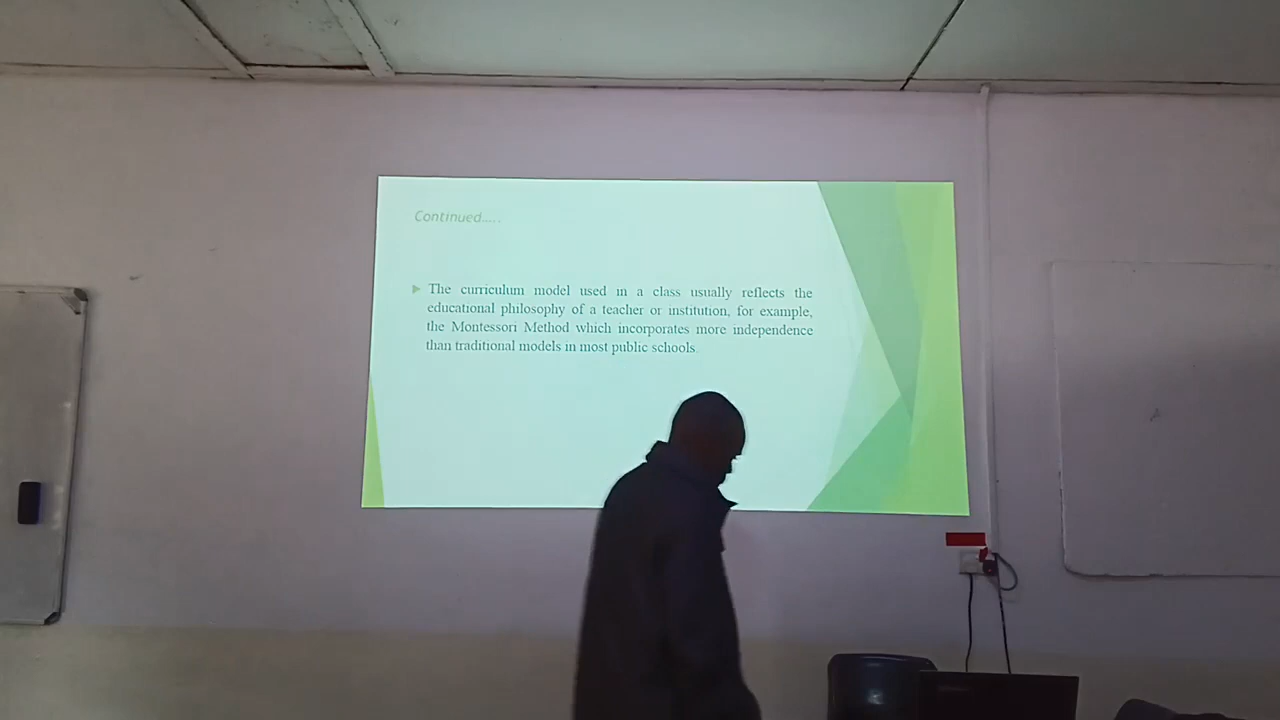 Continued.....
The curriculum model used in a class usually reflects the
educational philosophy of a teacher or institution, for example,
the Montessori Method which incorporates more independence
than traditional models in most public schools.